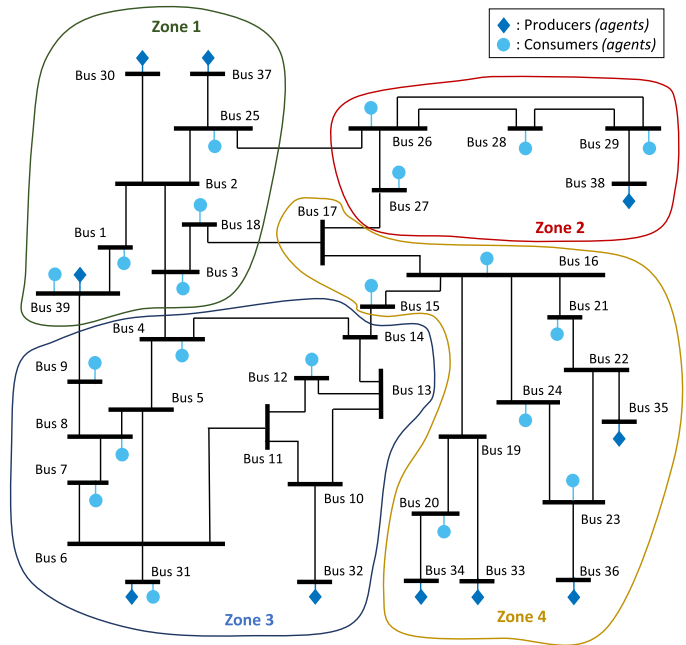 Zone 1
: Producers (agents)
: Consumers (agents)
Bus 30
Bus 37
Bus 25
Bus 26
Bus 28
Bus 29
Bus 2
Bus 38
Bus 27
Bus 17
Bus 1
Bus 18
Zone 2
Bus 3
Bus 16
Bus 39
Bus 15
Bus 21
Bus 4
Bus 14
Bus 22
Bus 9
Bus 12
Bus 13
Bus 5
Bus 24
Bus 35
Bus 8
Bus 19
Bus 11
Bus 7
Bus 10
Bus 20
Bus 23
Bus 6
Bus 31
Bus 32
Bus 34
Bus 33
Bus 36
Zone 3
Zone 4